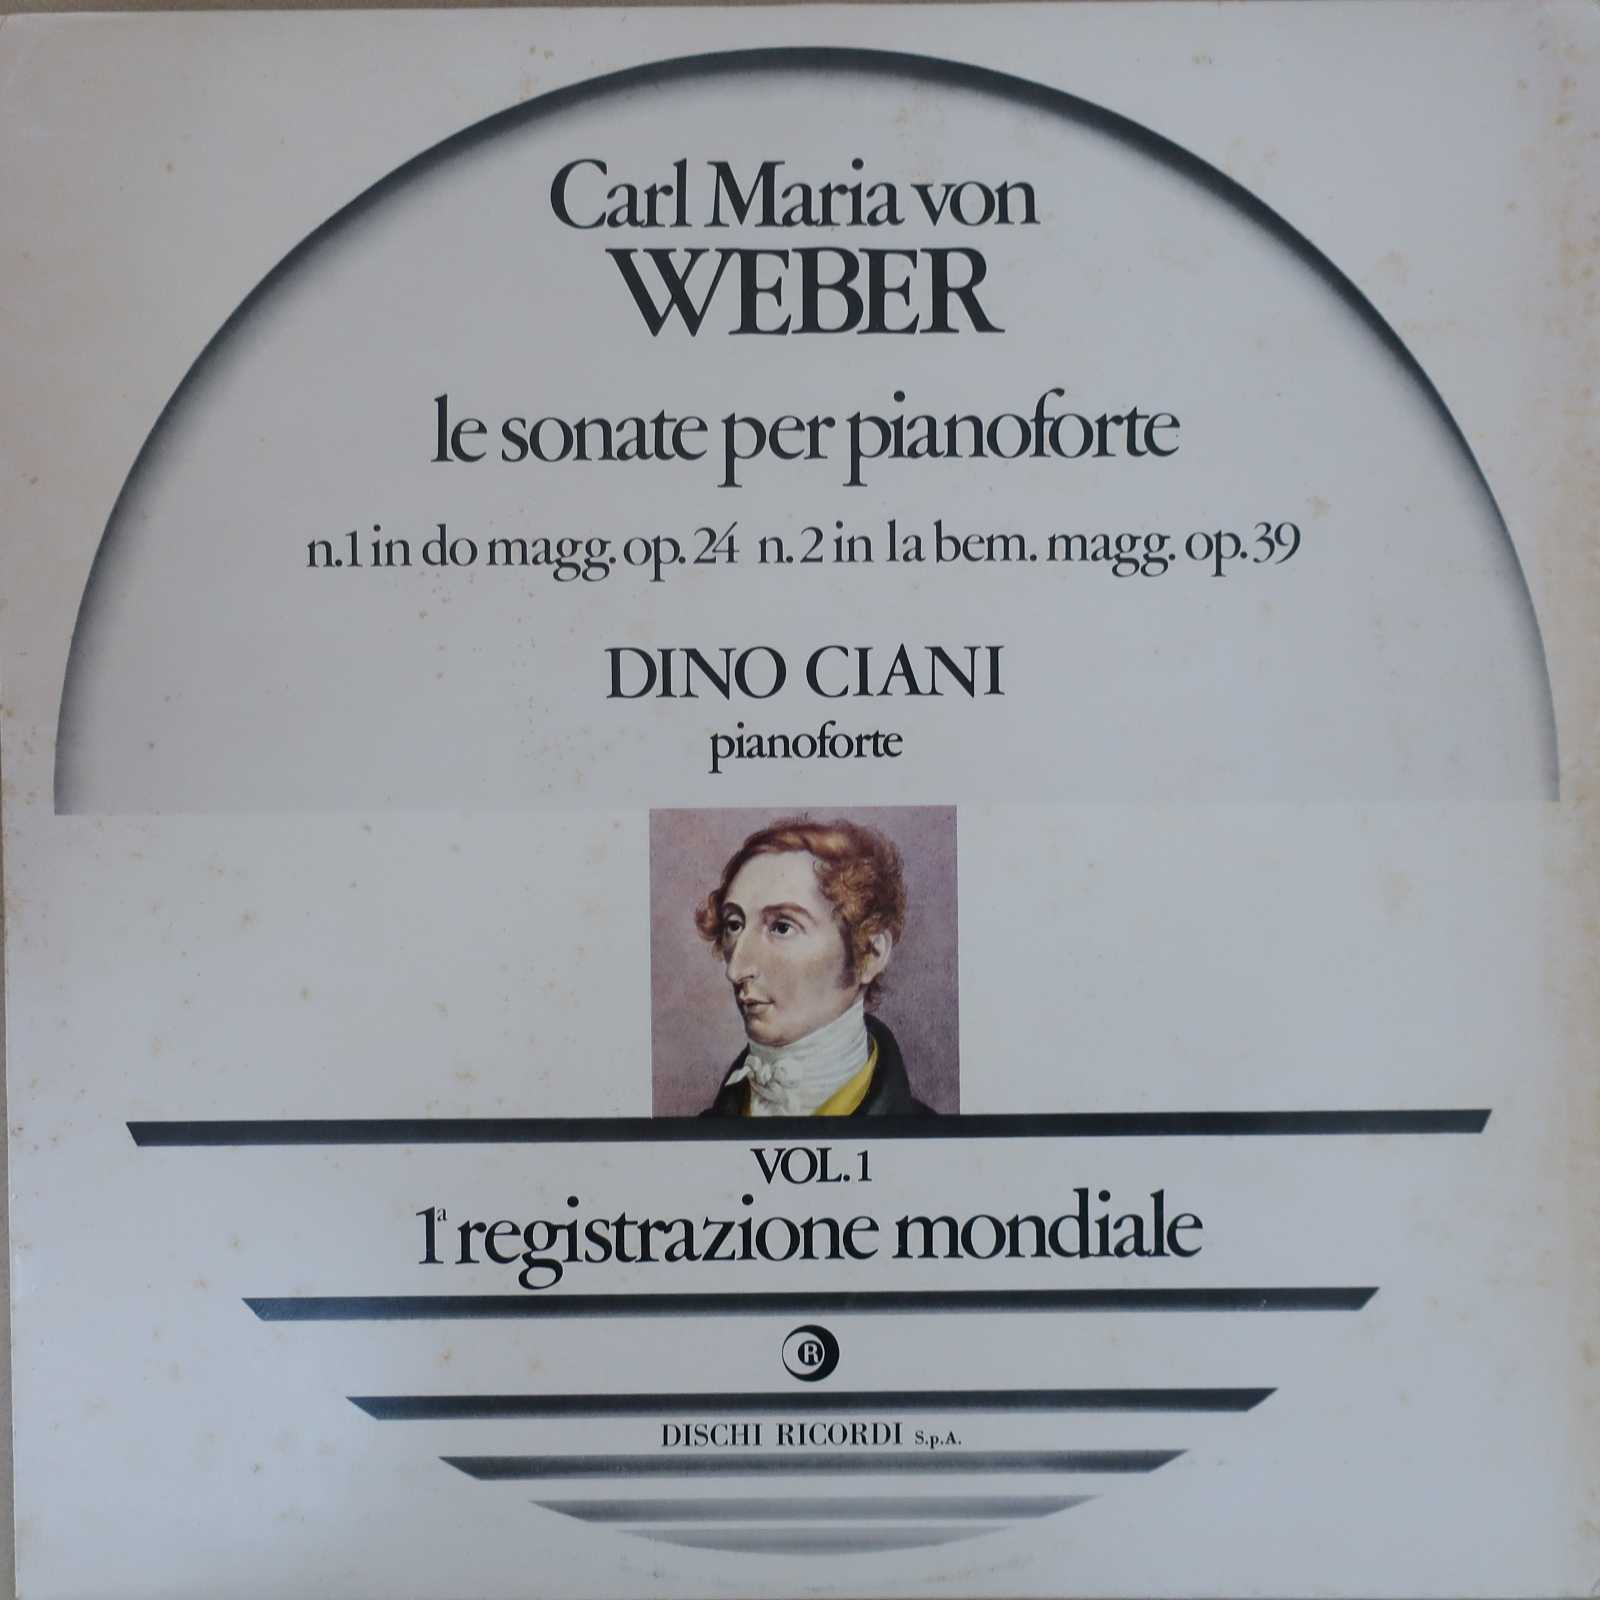 Carl Maria von
WEBER
le sonate per pianoforte
n.1 in do magg. op. 24 n. 2 in la bem. magg. op. 39
DINO CIANI
pianoforte
VOL. 1
1ª registrazione mondiale
R
DISCHI RICORDI S.p.A.